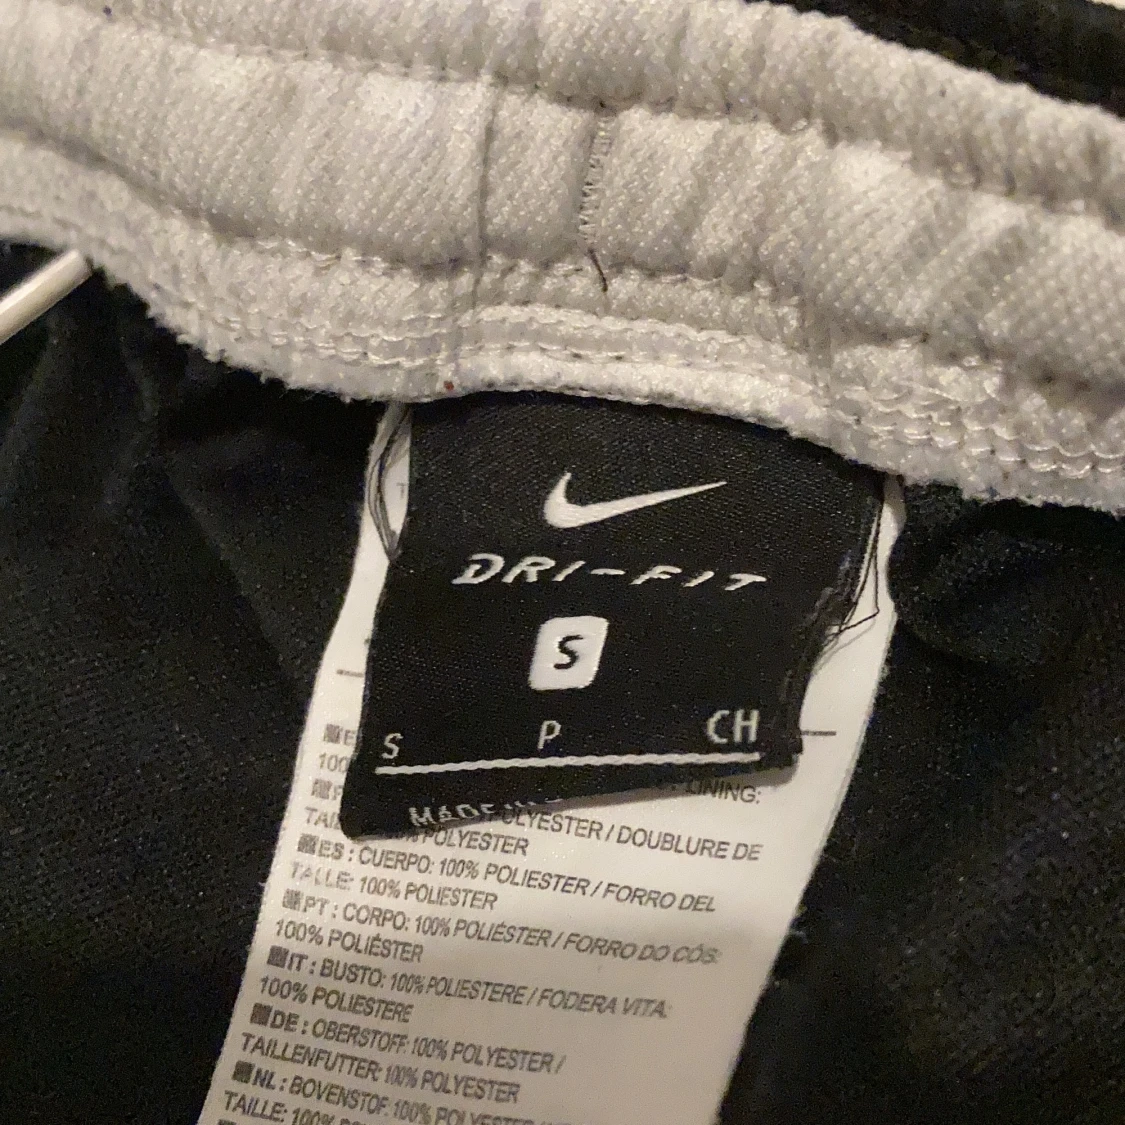 DRI-FIT
S
S P CH
MADE IN
100
LINING:
POLYESTER / DOUBLURE DE
POLYESTER
ES : CUERPO: 100% POLIESTER / FORRO DEL
TALLE: 100% POLIESTER
PT : CORPO: 100% POLIÉSTER / FORRO DO CÓS:
100% POLIÉSTER
IT : BUSTO: 100% POLIESTERE / FODERA VITA:
100% POLIESTERE
DE : OBERSTOFF: 100% POLYESTER /
TAILLENFUTTER: 100% POLYESTER
NL : BOVENSTOF: 100% POLYESTER
TAILLE: 100%